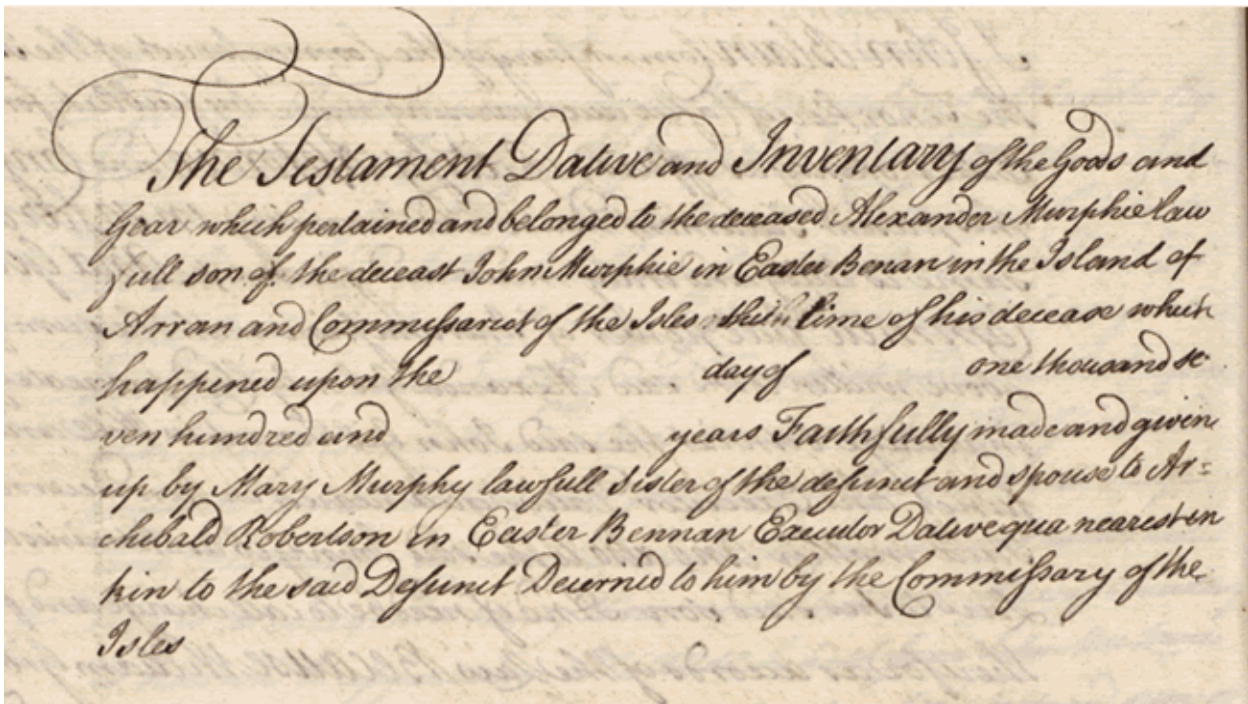 The Testament Dative and Inventary of the Goods and
Gear which pertained and belonged to the deceased Alexander Murphie law
full son of the deceast John Murphie in Easter Benan in the Island of
Arran and Commissariot of the Isles the time of his decease which
happened upon the day of one thousand se
ven hundred and years Faithfully made and given
up by Mary Murphy lawfull Sister of the defunct and spouse to Ar=
chibald Robertson in Easter Bennan Executor Dative qua nearest in
kin to the said Defunct Decerned to him by the Commissary of the
Isles